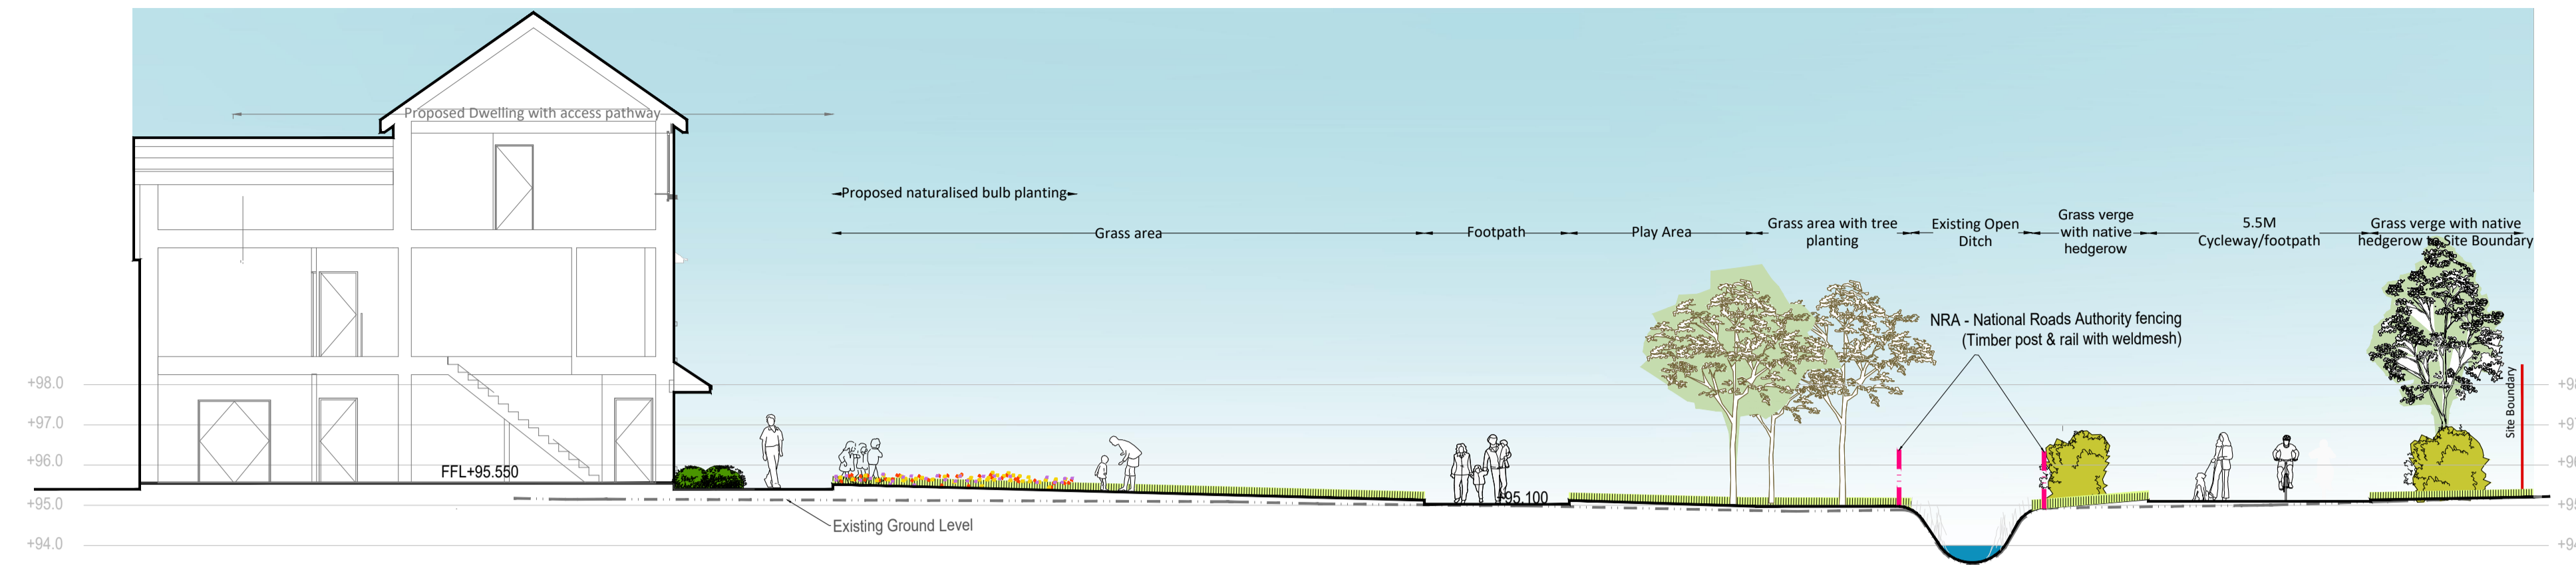 Proposed Dwelling with access pathway
Proposed naturalised bulb planting
Grass area
Footpath
Play Area
Grass area with tree
planting
Existing Open
Ditch
Grass verge
with native
hedgerow
5.5M
Cycleway/footpath
Grass verge with native
hedgerow to Site Boundary
NRA - National Roads Authority fencing
(Timber post & rail with weldmesh)
Site Boundary
+98.0
+97.0
+96.0
+95.0
+94.0
FFL+95.550
+95.100
Existing Ground Level